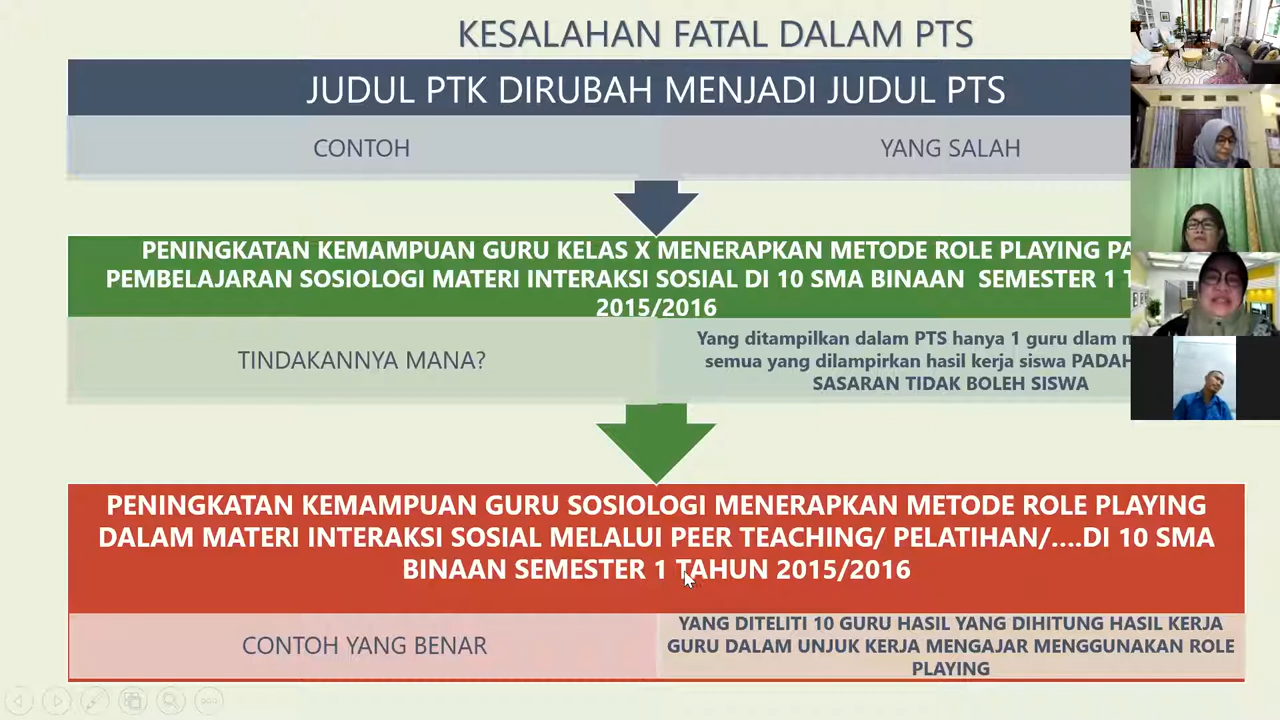 KESALAHAN FATAL DALAM PTS
JUDUL PTK DIRUBAH MENJADI JUDUL PTS
CONTOH
YANG SALAH
PENINGKATAN KEMAMPUAN GURU KELAS X MENERAPKAN METODE ROLE PLAYING PA
PEMBELAJARAN SOSIOLOGI MATERI INTERAKSI SOSIAL DI 10 SMA BINAAN SEMESTER 1 T
2015/2016
TINDAKANNYA MANA?
Yang ditampilkan dalam PTS hanya 1 guru dlam
semua yang dilampirkan hasil kerja siswa PADAH
SASARAN TIDAK BOLEH SISWA
PENINGKATAN KEMAMPUAN GURU SOSIOLOGI MENERAPKAN METODE ROLE PLAYING
DALAM MATERI INTERAKSI SOSIAL MELALUI PEER TEACHING/ PELATIHAN/....DI 10 SMA
BINAAN SEMESTER 1 TAHUN 2015/2016
CONTOH YANG BENAR
YANG DITELITI 10 GURU HASIL YANG DIHITUNG HASIL KERJA
GURU DALAM UNJUK KERJA MENGAJAR MENGGUNAKAN ROLE
PLAYING